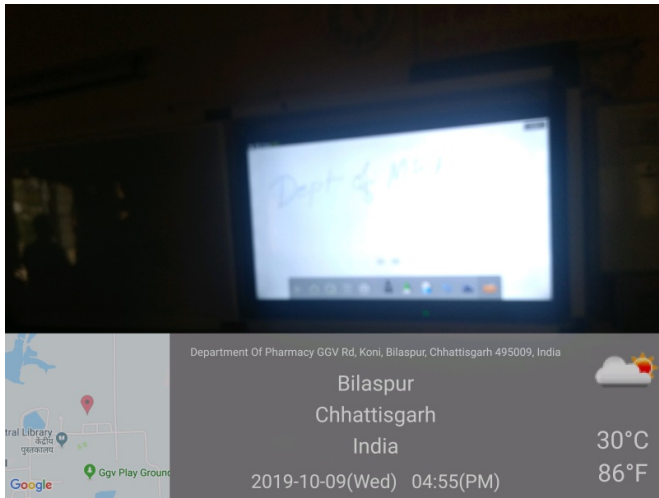 Dept of
Department Of Pharmacy GGV Rd, Koni, Bilaspur, Chhattisgarh 495009, India
Bilaspur
Chhattisgarh
India
2019-10-09(Wed) 04:55(PM)
30°C
86°F
tral Library
केंद्रीय
पुस्तकालय
Ggv Play Ground
Google